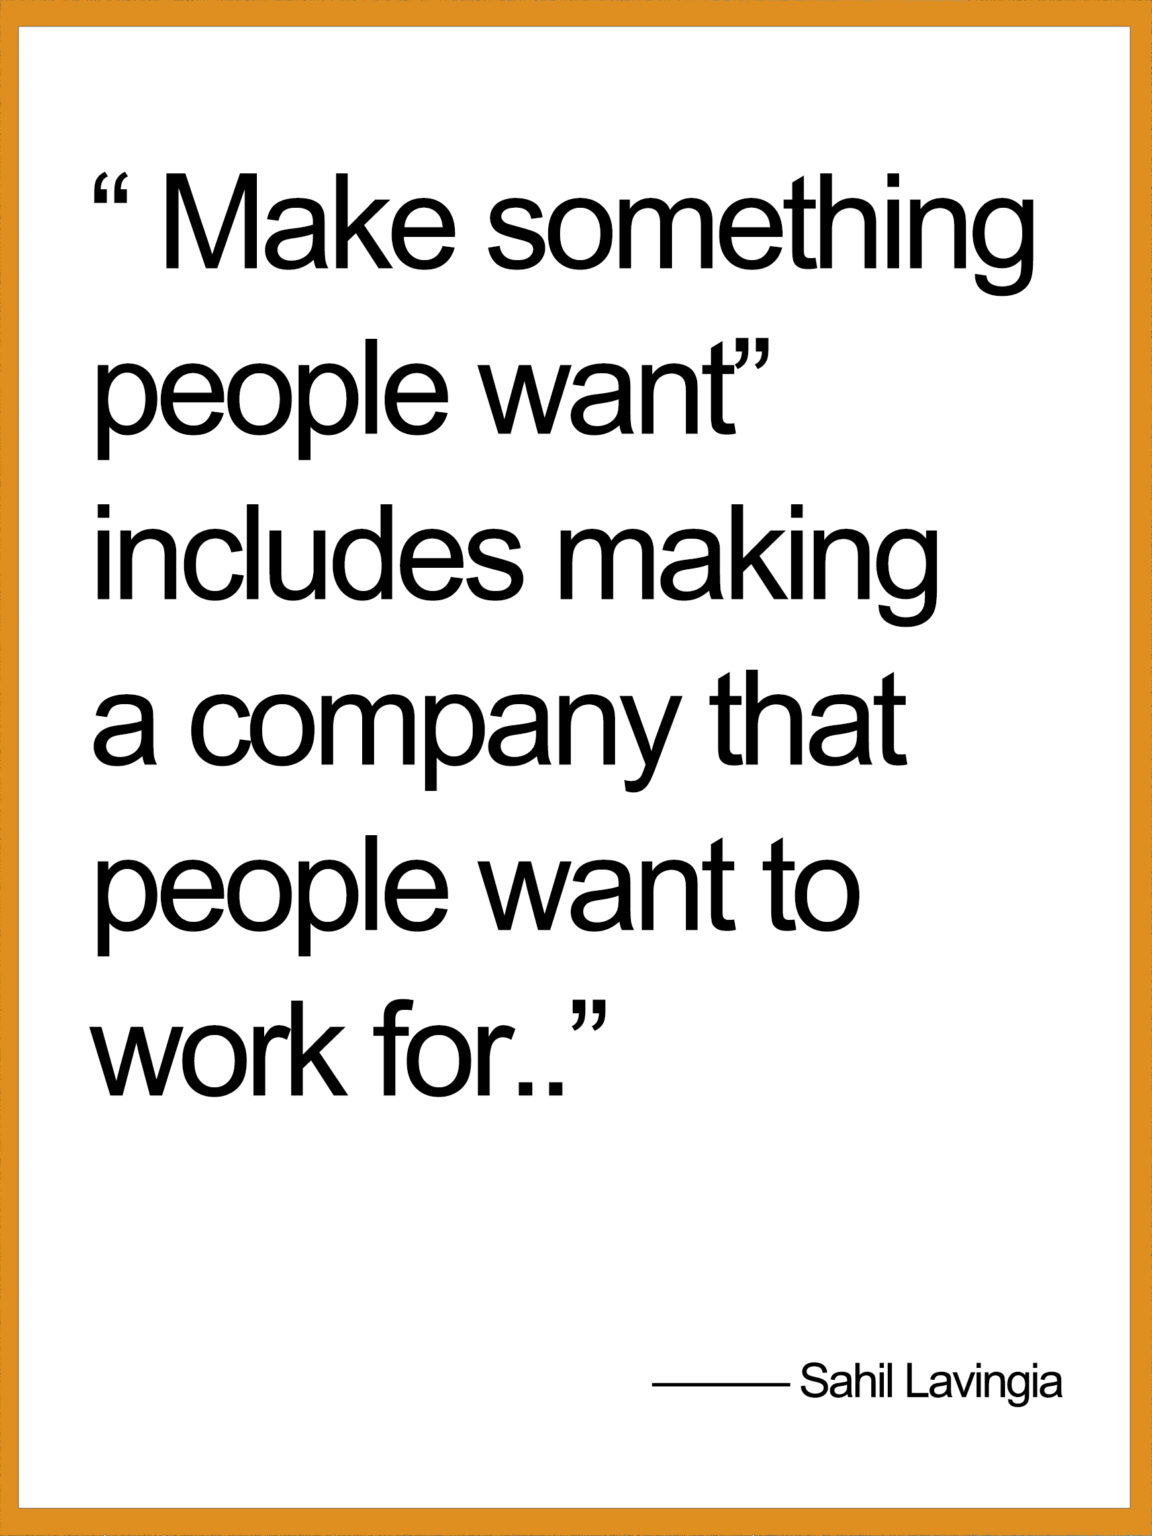 “ Make something
people want”
includes making
a company that
people want to
work for..”
——— Sahil Lavingia